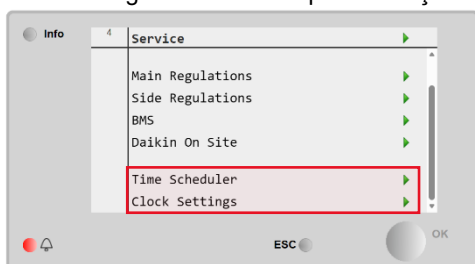 Info
4 Service
Main Regulations
Side Regulations
BMS
Daikin On Site
Time Scheduler
Clock Settings
ESC
OK